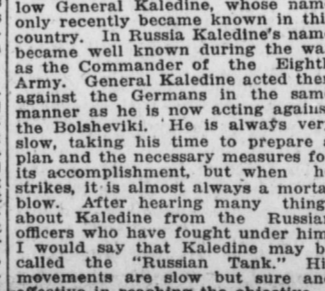 low General Kaledine, whose nam
only recently became known in thi
country. In Russia Kaledine's nam
became well known during the wa
as the Commander of the Eightl
Army. General Kaledine acted the
against the Germans in the sam
manner as he is now acting agains
the Bolsheviki. He is always ver
slow, taking his time to prepare a
plan and the necessary measures fo
its accomplishment, but when h
strikes, it is almost always a morta
blow. After hearing many thing
about Kaledine from the Russia
officers who have fought under him
I would say that Kaledine may b
called the "Russian Tank." Hi
movements are slow but sure an